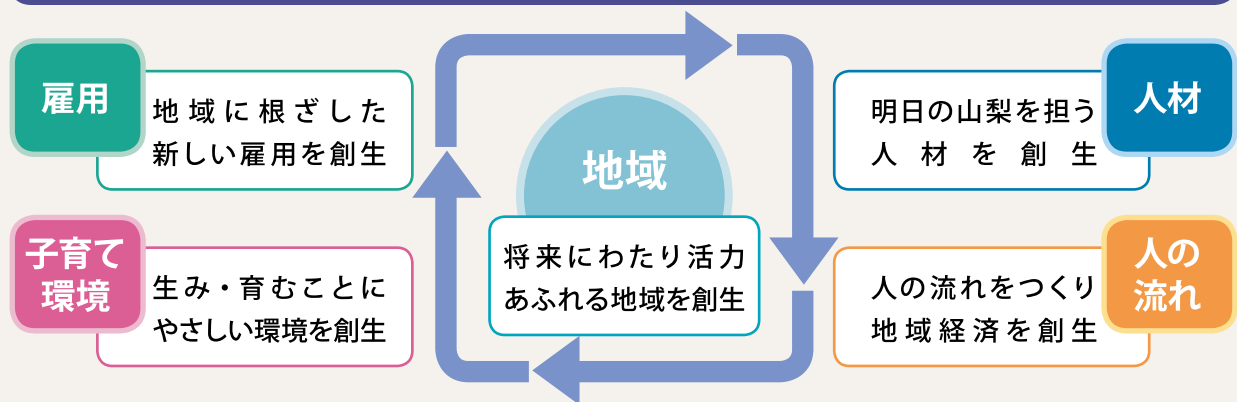 雇用
地域に根ざした
新しい雇用を創生
人材
明日の山梨を担う
人材を創生
地域
将来にわたり活力
あふれる地域を創生
子育て
環境
生み・育むことに
やさしい環境を創生
人の
流れ
人の流れをつくり
地域経済を創生